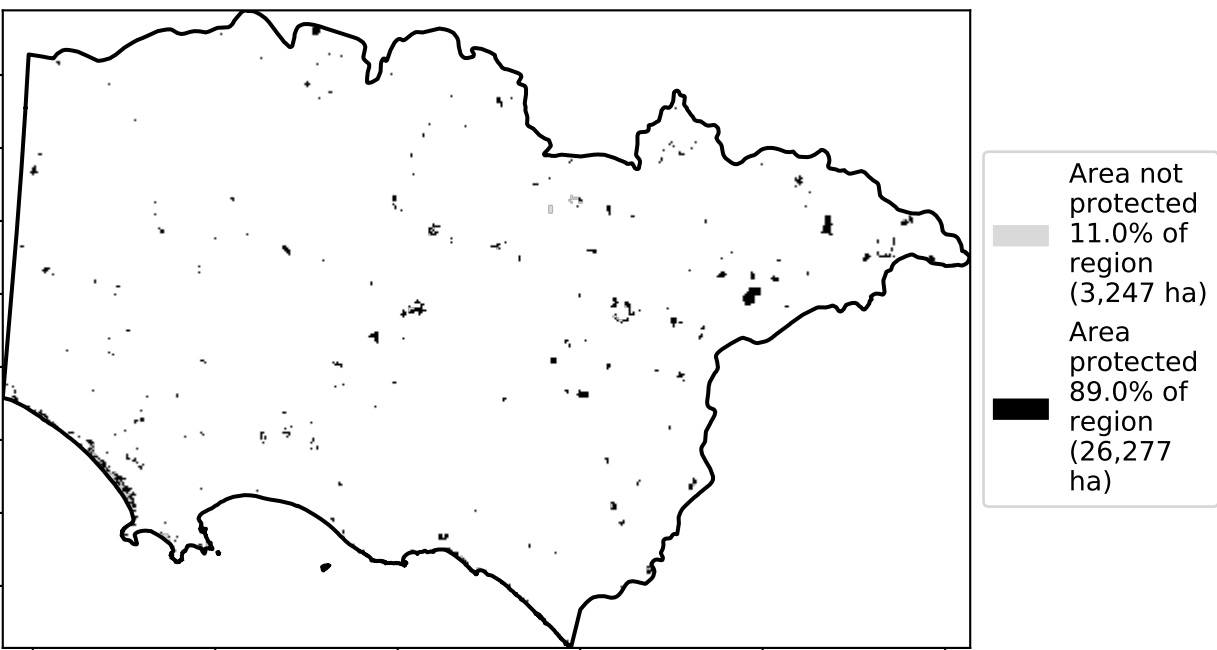 Area not
protected
11.0% of
region
(3,247 ha)
Area
protected
89.0% of
region
(26,277
ha)